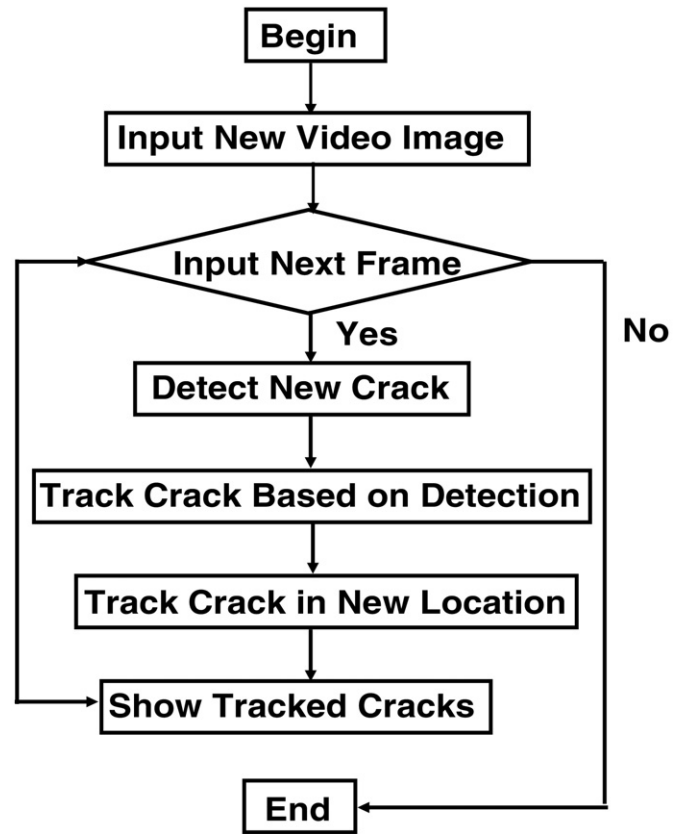 Begin
Input New Video Image
Input Next Frame
Yes
No
Detect New Crack
Track Crack Based on Detection
Track Crack in New Location
Show Tracked Cracks
End